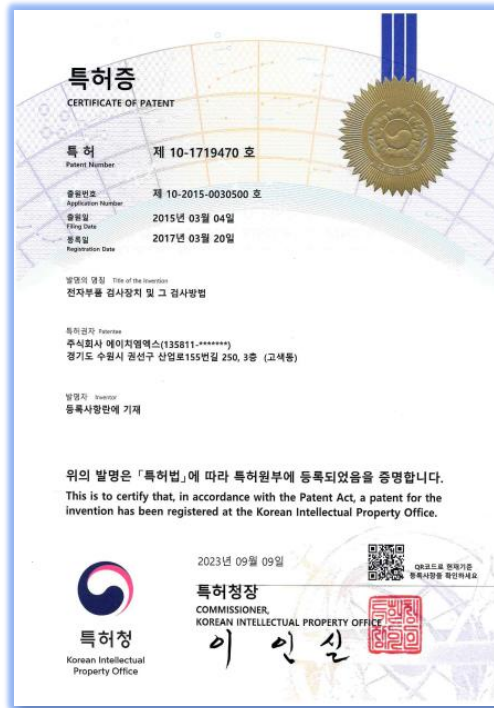 특허증
CERTIFICATE OF PATENT
특 허 제 10-1719470 호
Patent Number
출원번호 제 10-2015-0030500 호
Application Number
출원일 2015년 03월 04일
Filing Date
등록일 2017년 03월 20일
Registration Date
발명의 명칭 Title of the Invention
전자부품 검사장치 및 그 검사방법
특허권자 Patentee
주식회사 에이치엠엑스(135811-*******)
경기도 수원시 권선구 산업로155번길 250, 3층 (고색동)
발명자 Inventor
등록사항란에 기재
위의 발명은 「특허법」에 따라 특허원부에 등록되었음을 증명합니다.
This is to certify that, in accordance with the Patent Act, a patent for the
invention has been registered at the Korean Intellectual Property Office.
2023년 09월 09일
QR코드로 현재기준
등록사항을 확인하세요
특허청장
COMMISSIONER,
KOREAN INTELLECTUAL PROPERTY OFFICE
이 인 실
특허청
Korean Intellectual
Property Office